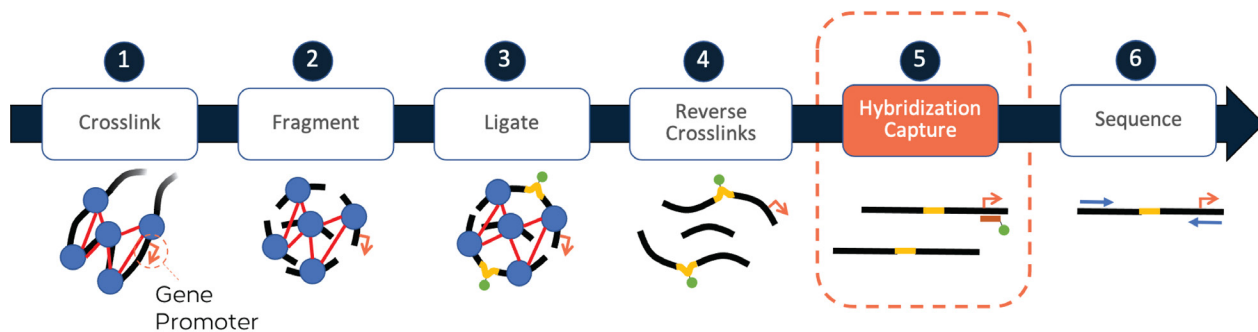 1
2
3
4
5
6
Crosslink
Fragment
Ligate
Reverse
Crosslinks
Hybridization
Capture
Sequence
Gene
Promoter